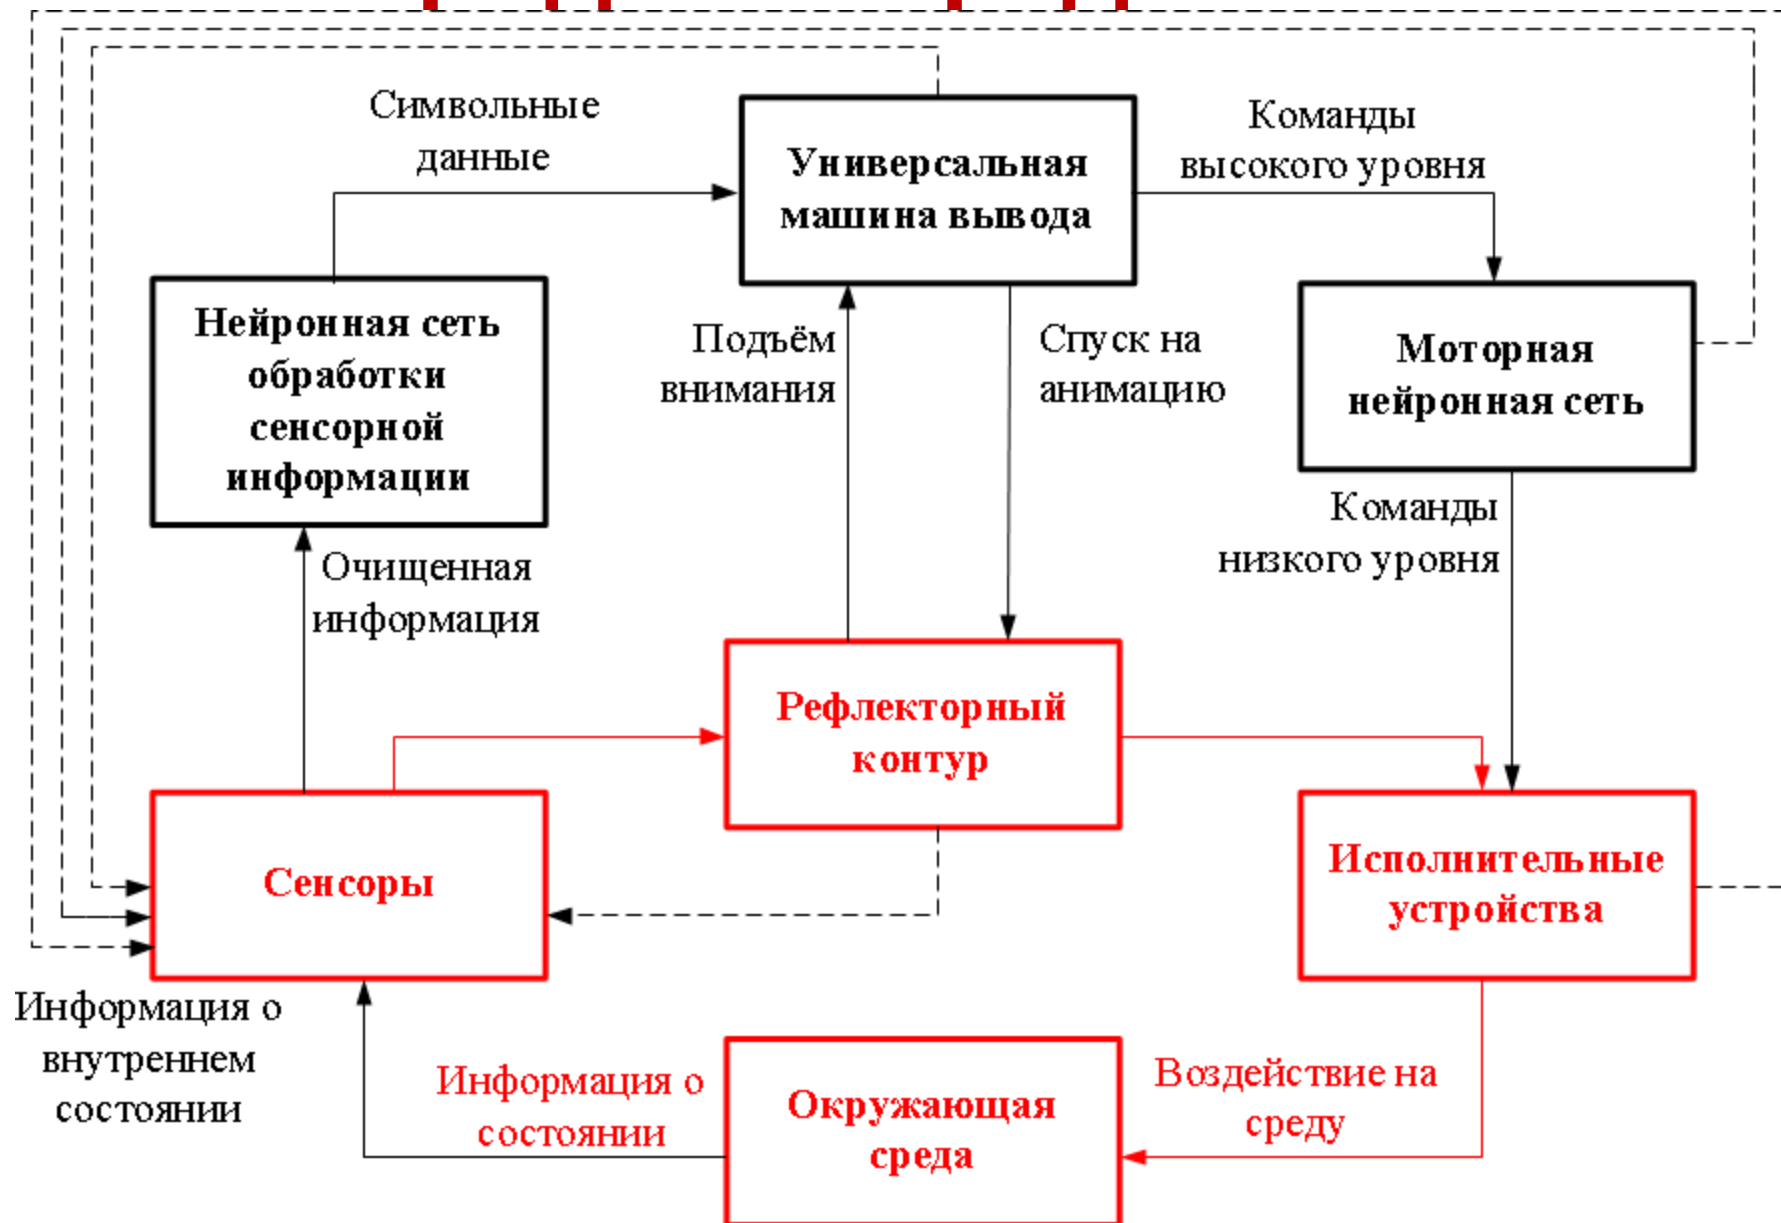 Символьные
данные
Универсальная
машина вывода
Команды
высокого уровня
Нейронная сеть
обработки
сенсорной
информации
Подъём
внимания
Спуск на
анимацию
Моторная
нейронная сеть
Очищенная
информация
Команды
низкого уровня
Рефлекторный
контур
Сенсоры
Исполнительные
устройства
Информация о
внутреннем
состоянии
Информация о
состоянии
Окружающая
среда
Воздействие на
среду